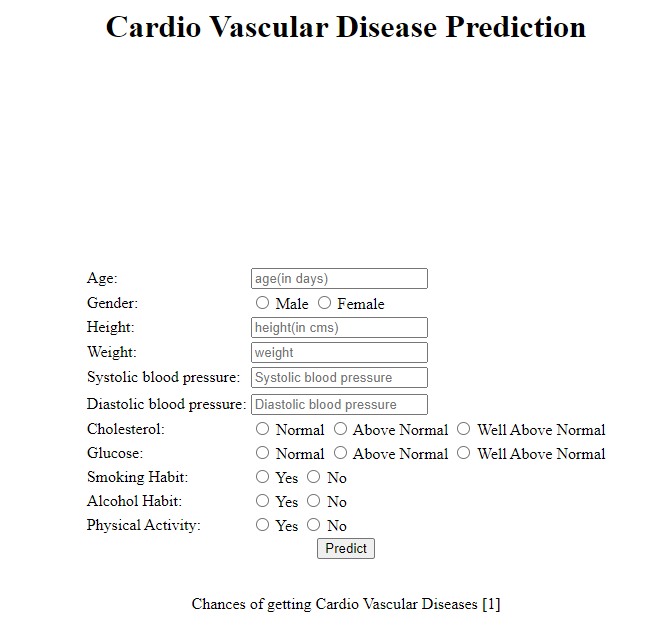 Cardio Vascular Disease Prediction
Age: age(in days)
Gender: Male Female
Height: height(in cms)
Weight: weight
Systolic blood pressure: Systolic blood pressure
Diastolic blood pressure: Diastolic blood pressure
Cholesterol: Normal Above Normal Well Above Normal
Glucose: Normal Above Normal Well Above Normal
Smoking Habit: Yes No
Alcohol Habit: Yes No
Physical Activity: Yes No
Predict
Chances of getting Cardio Vascular Diseases [1]